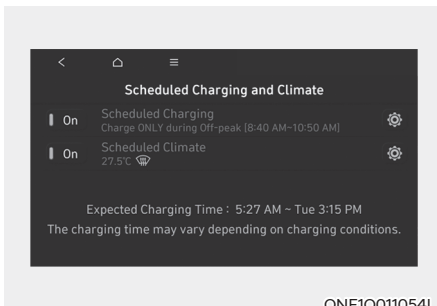 Scheduled Charging and Climate
On
Scheduled Charging
Charge ONLY during Off-peak [8:40 AM~10:50 AM]
On
Scheduled Climate
27.5℃
Expected Charging Time : 5:27 AM ~ Tue 3:15 PM
The charging time may vary depending on charging conditions.